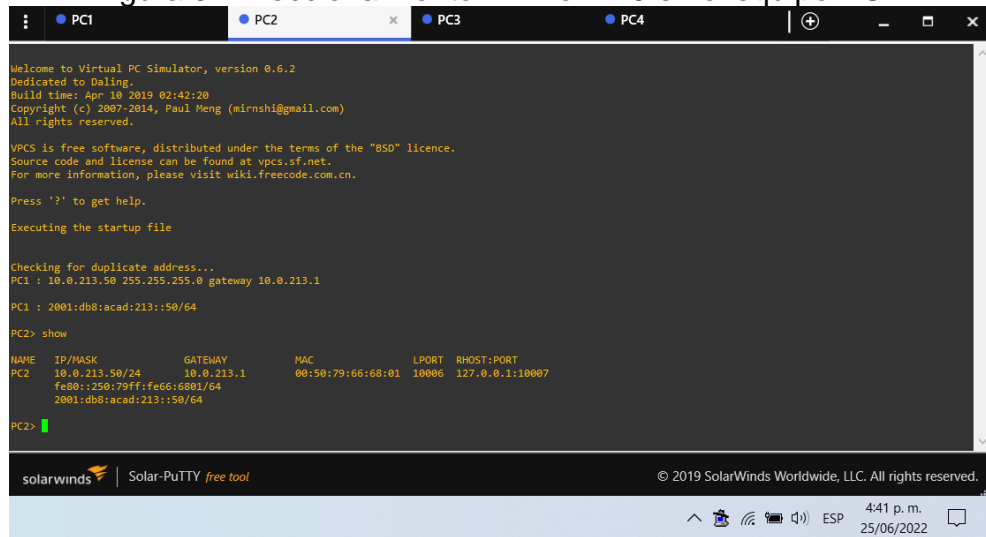 PC1 PC2 × PC3 PC4
Welcome to Virtual PC Simulator, version 0.6.2
Dedicated to Daling.
Build time: Apr 10 2019 02:42:20
Copyright (c) 2007-2014, Paul Meng (mirnshi@gmail.com)
All rights reserved.
VPCS is free software, distributed under the terms of the "BSD" licence.
Source code and license can be found at vpcs.sf.net.
For more information, please visit wiki.freecode.com.cn.
Press '?' to get help.
Executing the startup file
Checking for duplicate address...
PC1 : 10.0.213.50 255.255.255.0 gateway 10.0.213.1
PC1 : 2001:db8:acad:213::50/64
PC2> show
NAME IP/MASK GATEWAY MAC LPORT RHOST:PORT
PC2 10.0.213.50/24 10.0.213.1 00:50:79:66:68:01 10006 127.0.0.1:10007
fe80::250:79ff:fe66:6801/64
2001:db8:acad:213::50/64
PC2>
solarwinds | Solar-PuTTY free tool © 2019 SolarWinds Worldwide, LLC. All rights reserved.
ESP 4:41 p. m.
25/06/2022